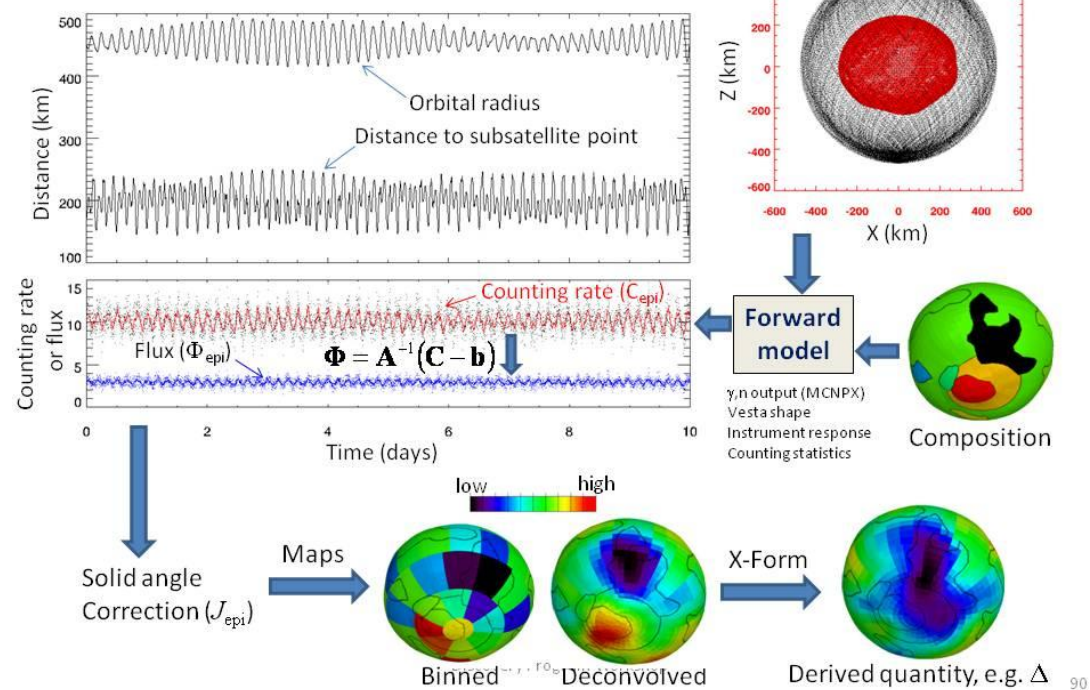 500
400
300
200
100
Distance (km)
Orbital radius
Distance to subsatellite point
200
0
-200
-400
-600
Z (km)
-600 -400 -200 0 200 400 600
X (km)
15
10
5
0
Counting rate
or flux
Counting rate (Cepi)
Flux (Φepi)
Φ = A⁻¹(C − b)
0 2 4 6 8 10
Time (days)
Forward
model
γ,n output (MCNPX)
Vesta shape
Instrument response
Counting statistics
Composition
low high
Solid angle
Correction (Jepi)
Maps
X-Form
Binned
Deconvolved
Derived quantity, e.g. Δ
90